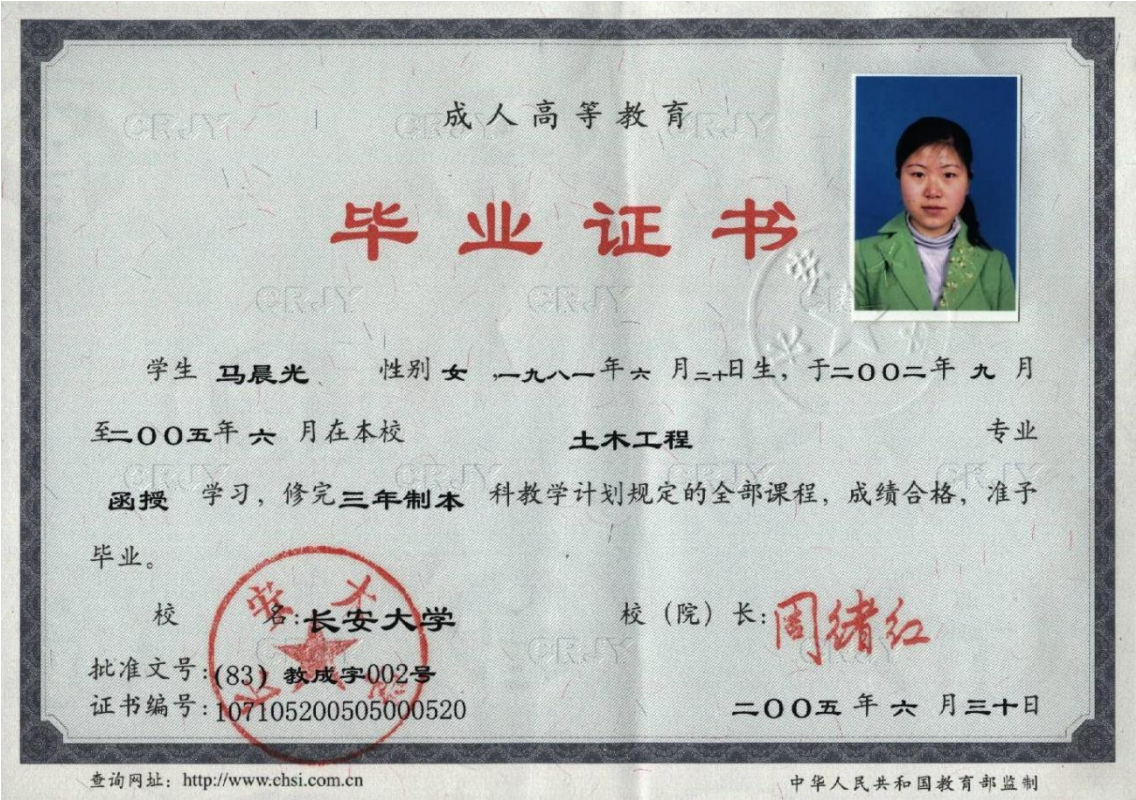 成人高等教育
毕业证书
学生 马晨光 性别 女,一九八一年六月二十日生,于二〇〇二年九月
至二〇〇五年六月在本校 土木工程 专业
函授 学习,修完三年制本科教学计划规定的全部课程,成绩合格,准予
毕业。
校 名:长安大学 校(院)长:周绪红
批准文号:(83)教成字002号
证书编号:107105200505000520 二〇〇五年六月三十日
查询网址:http://www.chsi.com.cn 中华人民共和国教育部监制
CRJY